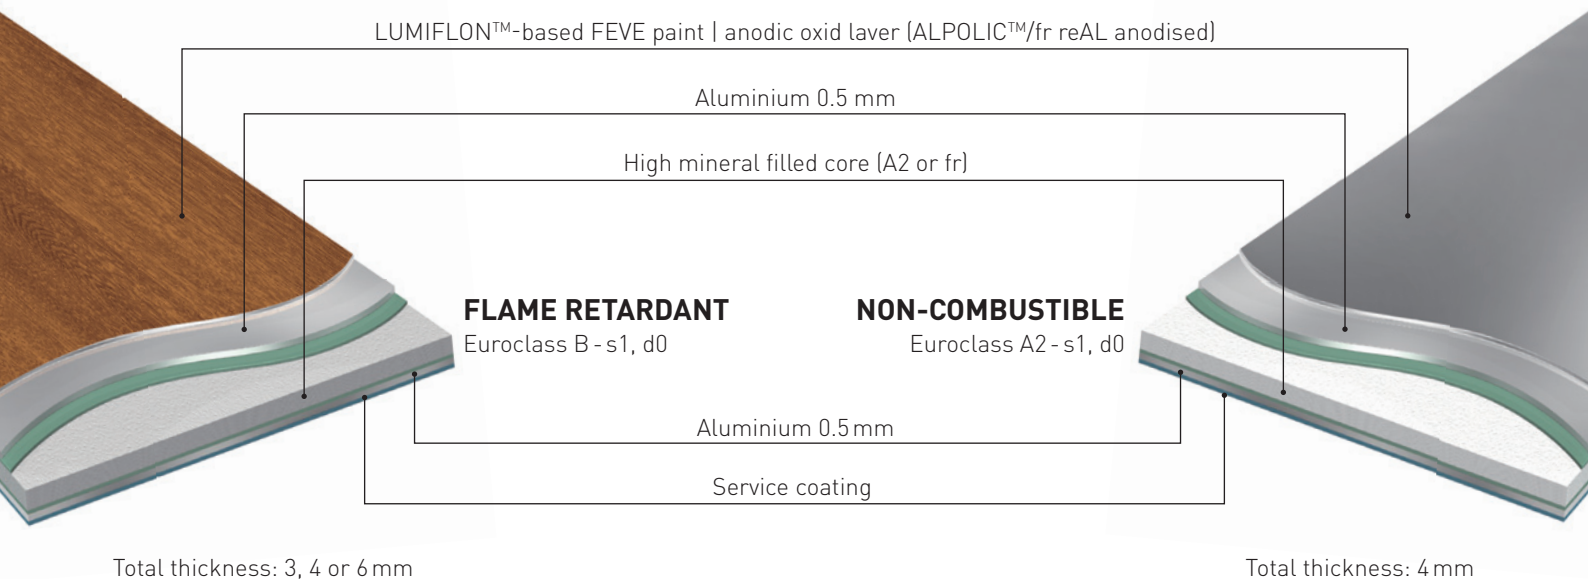 LUMIFLON™-based FEVE paint | anodic oxid laver (ALPOLIC™/fr reAL anodised)
Aluminium 0.5 mm
High mineral filled core (A2 or fr)
FLAME RETARDANT
Euroclass B - s1, d0
NON-COMBUSTIBLE
Euroclass A2 - s1, d0
Aluminium 0.5 mm
Service coating
Total thickness: 3, 4 or 6 mm
Total thickness: 4 mm